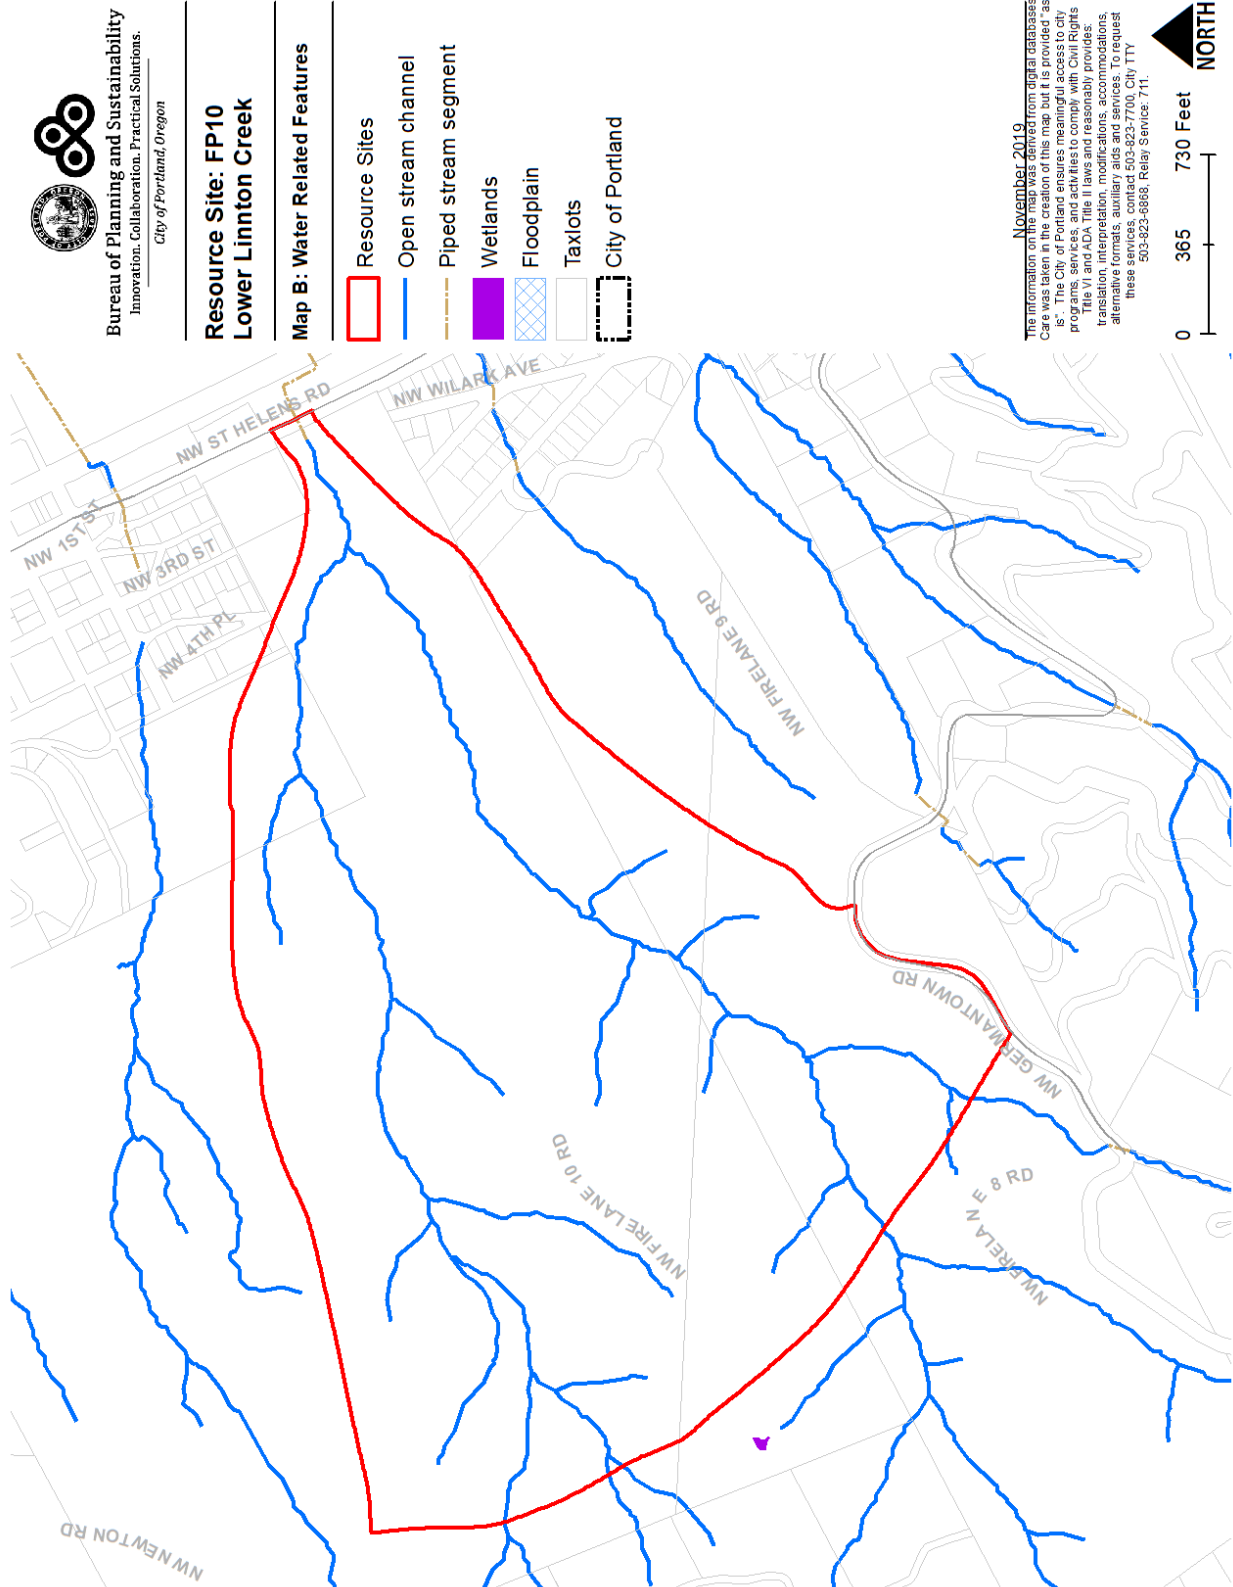 Bureau of Planning and Sustainability
Innovation. Collaboration. Practical Solutions.
City of Portland, Oregon
Resource Site: FP10
Lower Linnton Creek
Map B: Water Related Features
Resource Sites
Open stream channel
Piped stream segment
Wetlands
Floodplain
Taxlots
City of Portland
November 2019
The information on the map was derived from digital databases
Care was taken in the creation of this map but it is provided "as
is". The City of Portland ensures meaningful access to city
programs, services, and activities to comply with Civil Rights
Title VI and ADA Title II laws and reasonably provides:
translation, interpretation, modifications, accommodations,
alternative formats, auxiliary aids and services. To request
these services, contact 503-823-7700, City TTY
503-823-6868, Relay Service: 711.
0 365 730 Feet
NORTH
NW ST HELENS RD
NW WILARK AVE
NW 1ST ST
NW 3RD ST
NW 4TH PL
NW FIRELANE 9 RD
NW GERMANTOWN RD
NW FIRELANE 10 RD
NW FIRELANE 8 RD
NW NEWTON RD